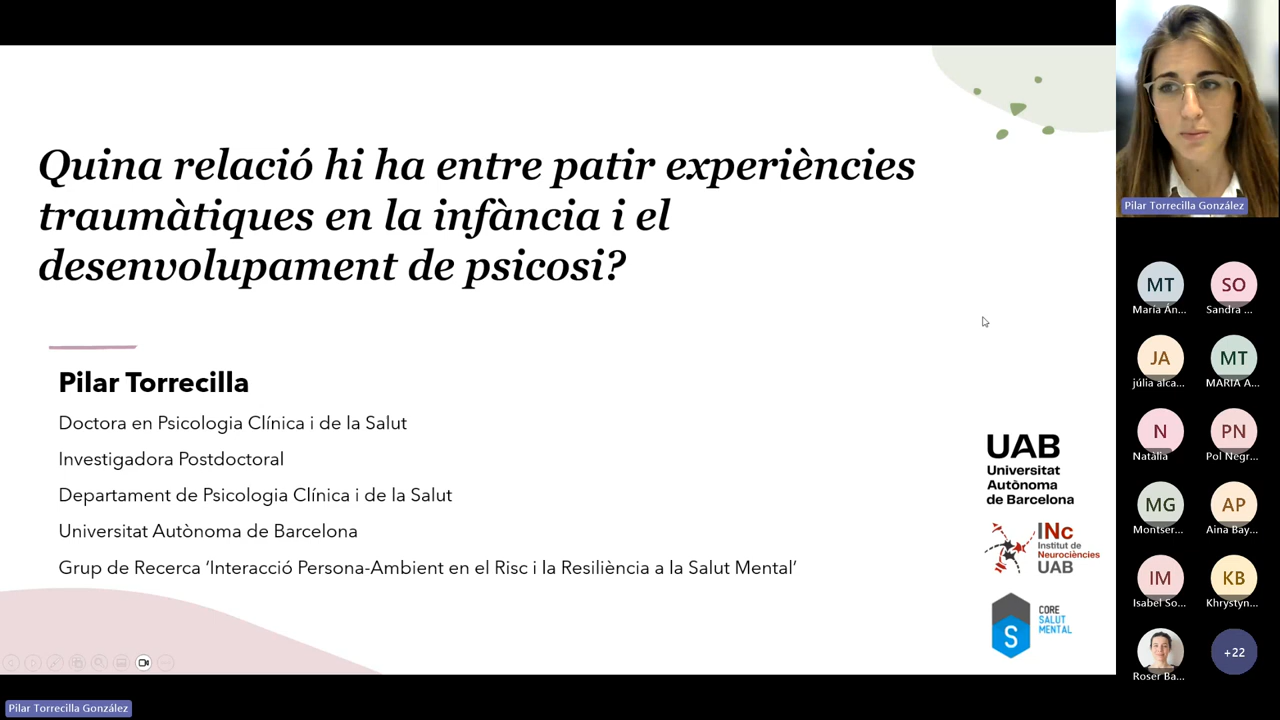 Quina relació hi ha entre patir experiències
traumàtiques en la infància i el
desenvolupament de psicosi?
Pilar Torrecilla
Doctora en Psicologia Clínica i de la Salut
Investigadora Postdoctoral
Departament de Psicologia Clínica i de la Salut
Universitat Autònoma de Barcelona
Grup de Recerca ‘Interacció Persona-Ambient en el Risc i la Resiliència a la Salut Mental’
UAB
Universitat
Autònoma
de Barcelona
INc
Institut de
Neurociències
UAB
S
CORE
SALUT
MENTAL
Pilar Torrecilla González
MT
SO
María Án...
Sandra ...
JA
MT
júlia alca...
MARIA A...
N
PN
Natàlia
Pol Negr...
MG
AP
Montser...
Aina Bay...
IM
KB
Isabel So...
Khrystyn...
+22
Roser Ba...
Pilar Torrecilla González